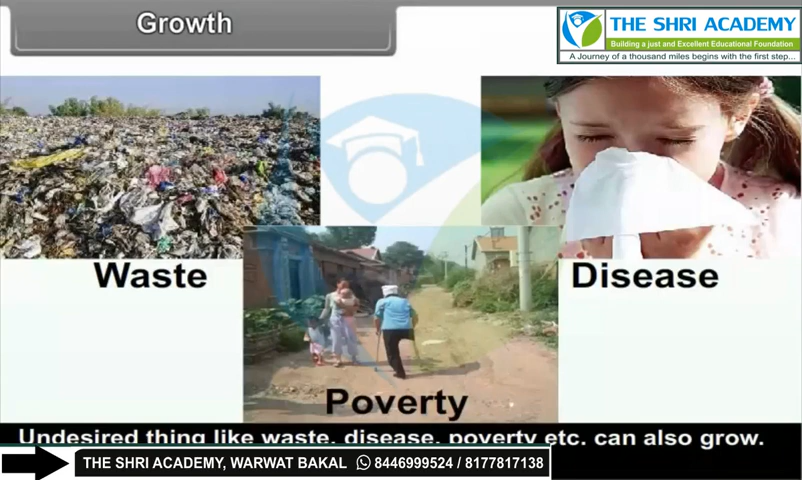 Growth
THE SHRI ACADEMY
Building a just and Excellent Educational Foundation
A Journey of a thousand miles begins with the first step...
Waste
Disease
Poverty
Undesired thing like waste, disease, poverty etc. can also grow.
THE SHRI ACADEMY, WARWAT BAKAL 8446999524 / 8177817138